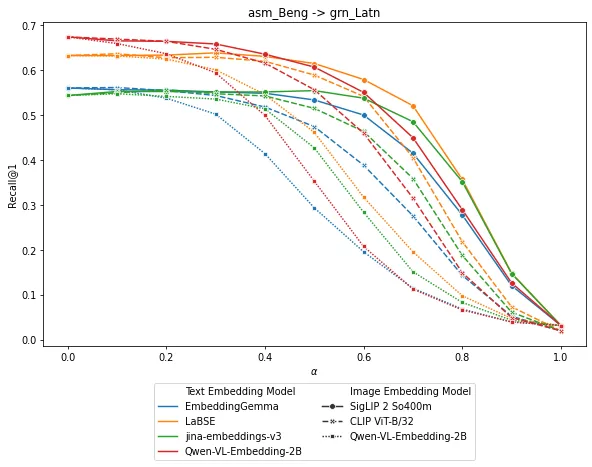 asm_Beng -> grn_Latn
Recall@1
0.7
0.6
0.5
0.4
0.3
0.2
0.1
0.0
0.0 0.2 0.4 0.6 0.8 1.0
α
Text Embedding Model
EmbeddingGemma
LaBSE
jina-embeddings-v3
Qwen-VL-Embedding-2B
Image Embedding Model
SigLIP 2 So400m
CLIP ViT-B/32
Qwen-VL-Embedding-2B